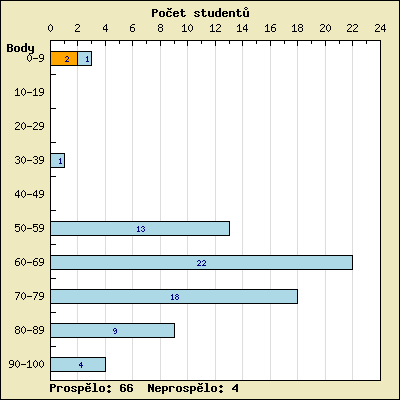 Počet studentů
0 2 4 6 8 10 12 14 16 18 20 22 24
Body
0-9 2 1
10-19
20-29
30-39 1
40-49
50-59 13
60-69 22
70-79 18
80-89 9
90-100 4
Prospělo: 66 Neprospělo: 4